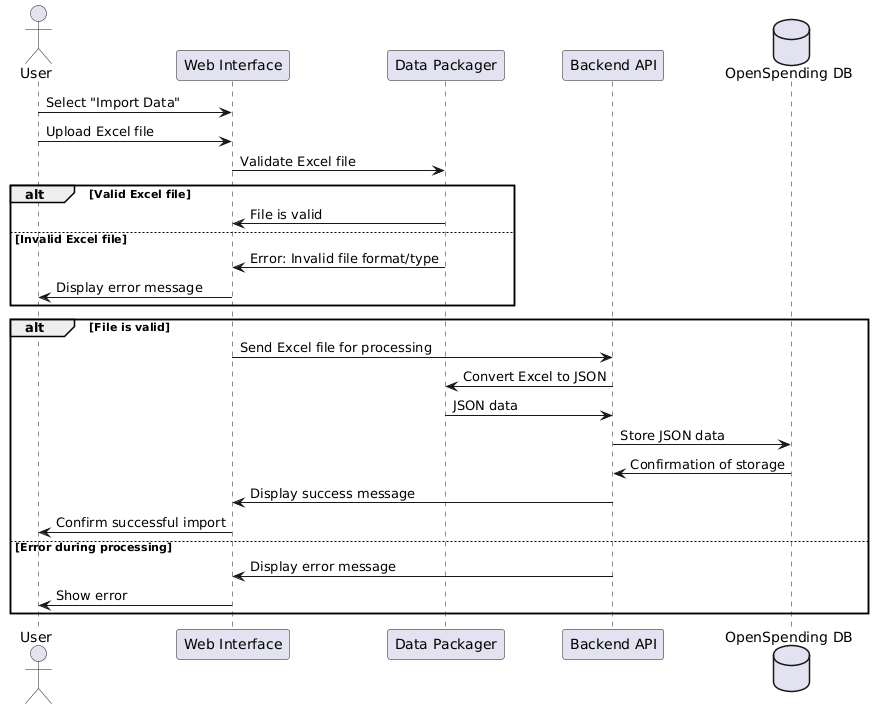 User
Web Interface
Data Packager
Backend API
OpenSpending DB
Select "Import Data"
Upload Excel file
Validate Excel file
alt
[Valid Excel file]
File is valid
[Invalid Excel file]
Error: Invalid file format/type
Display error message
alt
[File is valid]
Send Excel file for processing
Convert Excel to JSON
JSON data
Store JSON data
Confirmation of storage
Display success message
Confirm successful import
[Error during processing]
Display error message
Show error
User
Web Interface
Data Packager
Backend API
OpenSpending DB